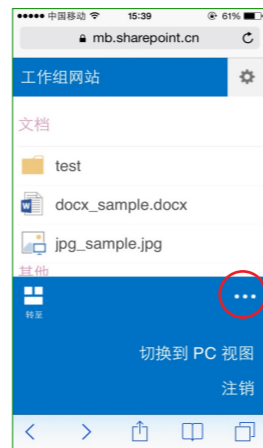 中国移动 15:39 61%
mb.sharepoint.cn
工作组网站
文档
test
docx_sample.docx
jpg_sample.jpg
其他
转至
切换到 PC 视图
注销